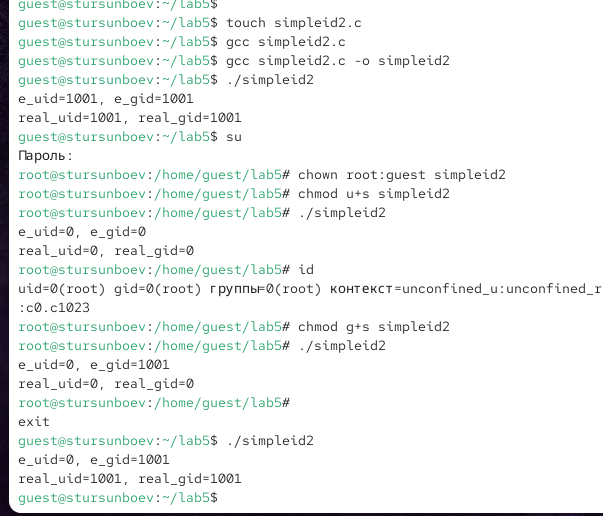 guest@stursunboev:~/lab5$
guest@stursunboev:~/lab5$ touch simpleid2.c
guest@stursunboev:~/lab5$ gcc simpleid2.c
guest@stursunboev:~/lab5$ gcc simpleid2.c -o simpleid2
guest@stursunboev:~/lab5$ ./simpleid2
e_uid=1001, e_gid=1001
real_uid=1001, real_gid=1001
guest@stursunboev:~/lab5$ su
Пароль:
root@stursunboev:/home/guest/lab5# chown root:guest simpleid2
root@stursunboev:/home/guest/lab5# chmod u+s simpleid2
root@stursunboev:/home/guest/lab5# ./simpleid2
e_uid=0, e_gid=0
real_uid=0, real_gid=0
root@stursunboev:/home/guest/lab5# id
uid=0(root) gid=0(root) группы=0(root) контекст=unconfined_u:unconfined_r
:c0.c1023
root@stursunboev:/home/guest/lab5# chmod g+s simpleid2
root@stursunboev:/home/guest/lab5# ./simpleid2
e_uid=0, e_gid=1001
real_uid=0, real_gid=0
root@stursunboev:/home/guest/lab5#
exit
guest@stursunboev:~/lab5$ ./simpleid2
e_uid=0, e_gid=1001
real_uid=1001, real_gid=1001
guest@stursunboev:~/lab5$